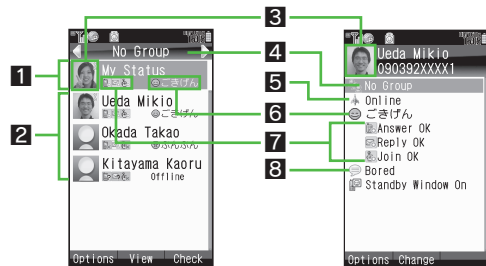 3
Ueda Mikio
090392XXXX1
No Group
4
No Group
1
My Status
ごきげん
5
Online
2
Ueda Mikio
ごきげん
6
ごきげん
Okada Takao
ぷんぷん
7
Answer OK
Reply OK
Join OK
Kitayama Kaoru
Offline
8
Bored
Standby Window On
Options View Check
Options Change